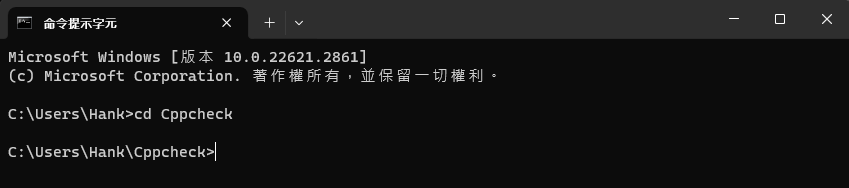 命令提示字元
Microsoft Windows [版本 10.0.22621.2861]
(c) Microsoft Corporation. 著作權所有，並保留一切權利。
C:\Users\Hank>cd Cppcheck
C:\Users\Hank\Cppcheck>